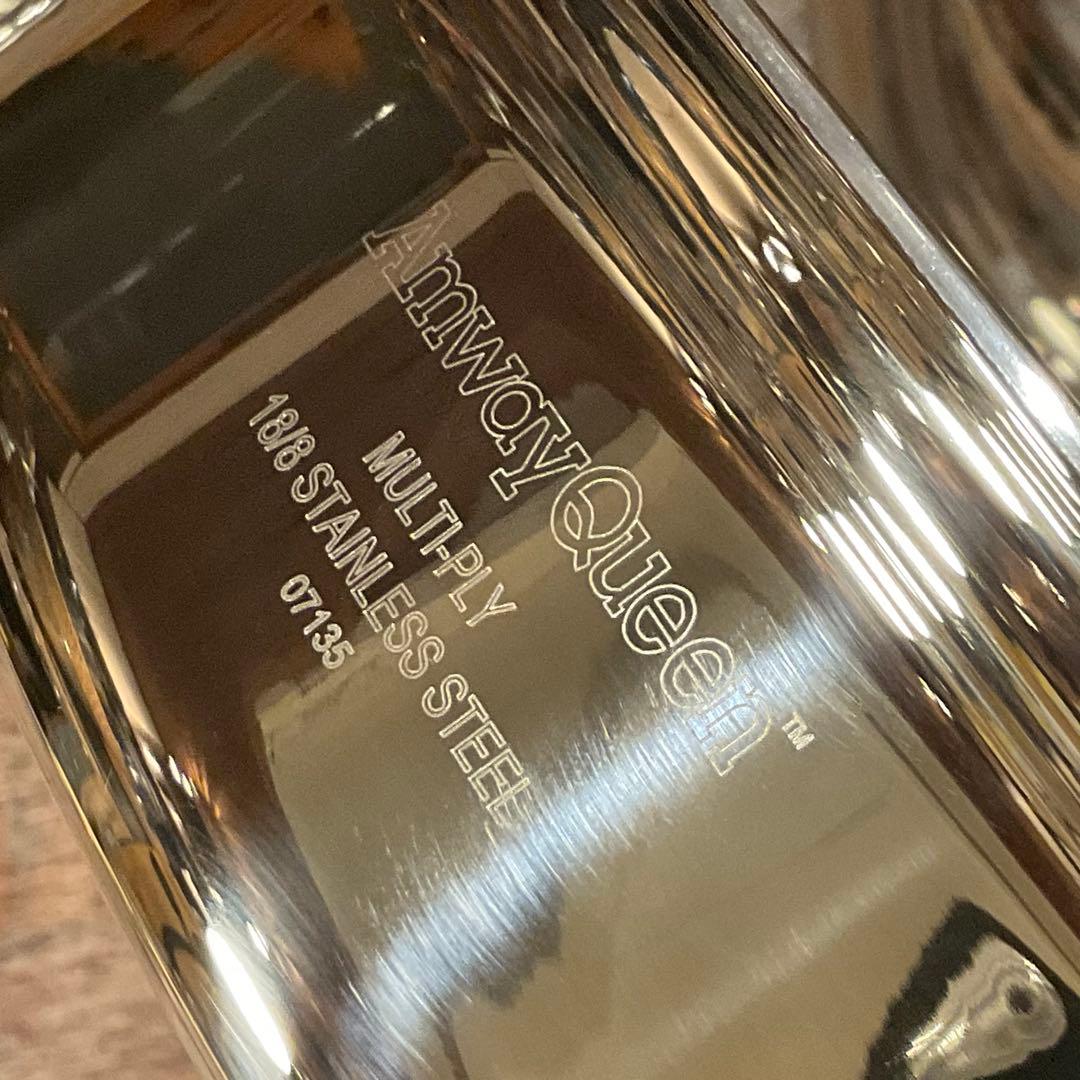 AmwayQueen™
MULTI-PLY
18/8 STAINLESS STEEL
07135